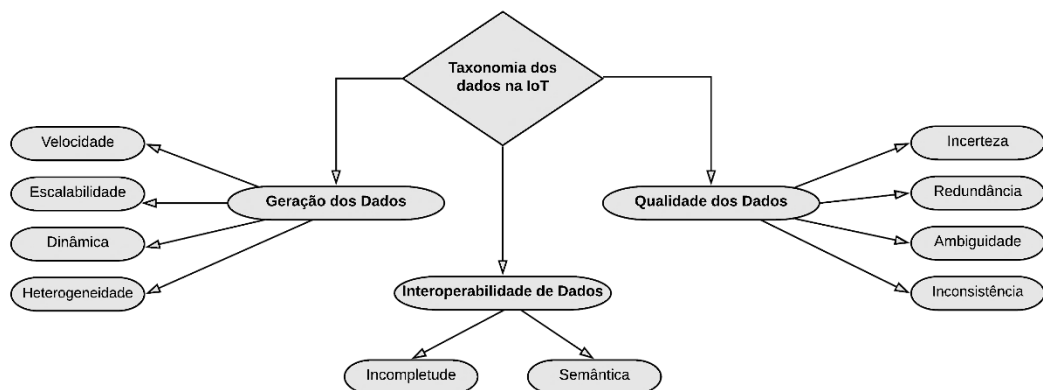 Taxonomia dos
dados na IoT
Velocidade
Escalabilidade
Dinâmica
Heterogeneidade
Geração dos Dados
Interoperabilidade de Dados
Incompletude
Semântica
Qualidade dos Dados
Incerteza
Redundância
Ambiguidade
Inconsistência